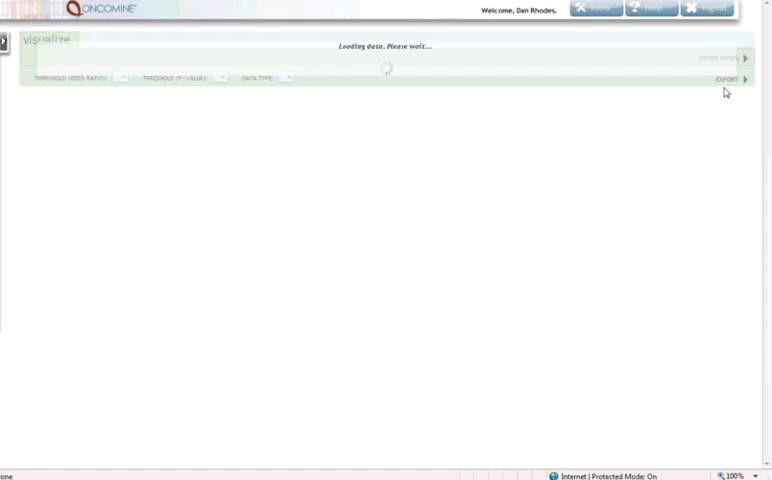 ONCOMINE
Welcome, Dan Rhodes.
tools
help
logout
visualize
Loading data. Please wait...
OTHER VIEWS
THRESHOLD (ODDS RATIO):
THRESHOLD (P-VALUE):
DATA TYPE:
EXPORT
one
Internet | Protected Mode: On
100%